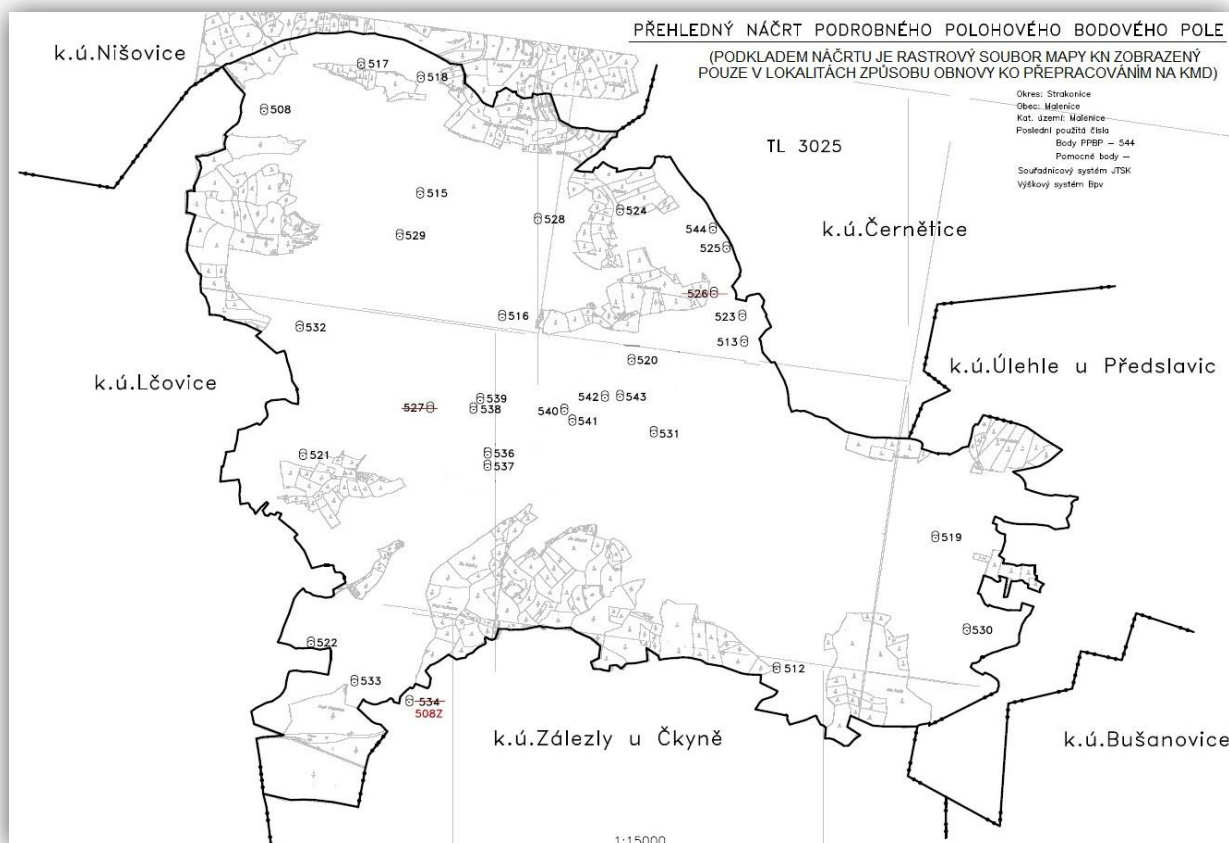 PŘEHLEDNÝ NÁČRT PODROBNÉHO POLOHOVÉHO BODOVÉHO POLE
(PODKLADEM NÁČRTU JE RASTROVÝ SOUBOR MAPY KN ZOBRAZENÝ
POUZE V LOKALITÁCH ZPŮSOBU OBNOVY KO PŘEPRACOVÁNÍM NA KMD)
Okres: Strakonice
Obec: Malenice
Kat. území: Malenice
Poslední použitá čísla
Body PPBP – 544
Pomocné body –
Souřadnicový systém JTSK
Výškový systém Bpv
k.ú.Nišovice
517
518
508
TL 3025
515
524
528
544
k.ú.Černětice
529
525
526
516
523
532
513
520
k.ú.Lčovice
k.ú.Úlehle u Předslavic
539
542
543
527
538
540
541
531
521
536
537
519
522
530
512
533
534
508Z
k.ú.Zálezly u Čkyně
k.ú.Bušanovice
1:15000